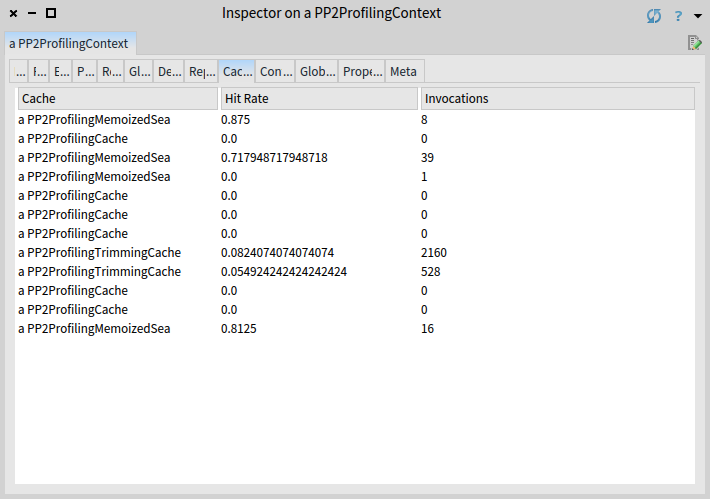 Inspector on a PP2ProfilingContext
?
a PP2ProfilingContext
... F... E... P... R... Gl... De... Rep... Cac... Con ... Glob... Prope... Meta
Cache Hit Rate Invocations
a PP2ProfilingMemoizedSea 0.875 8
a PP2ProfilingCache 0.0 0
a PP2ProfilingMemoizedSea 0.717948717948718 39
a PP2ProfilingMemoizedSea 0.0 1
a PP2ProfilingCache 0.0 0
a PP2ProfilingCache 0.0 0
a PP2ProfilingCache 0.0 0
a PP2ProfilingTrimmingCache 0.0824074074074074 2160
a PP2ProfilingTrimmingCache 0.054924242424242424 528
a PP2ProfilingCache 0.0 0
a PP2ProfilingCache 0.0 0
a PP2ProfilingMemoizedSea 0.8125 16